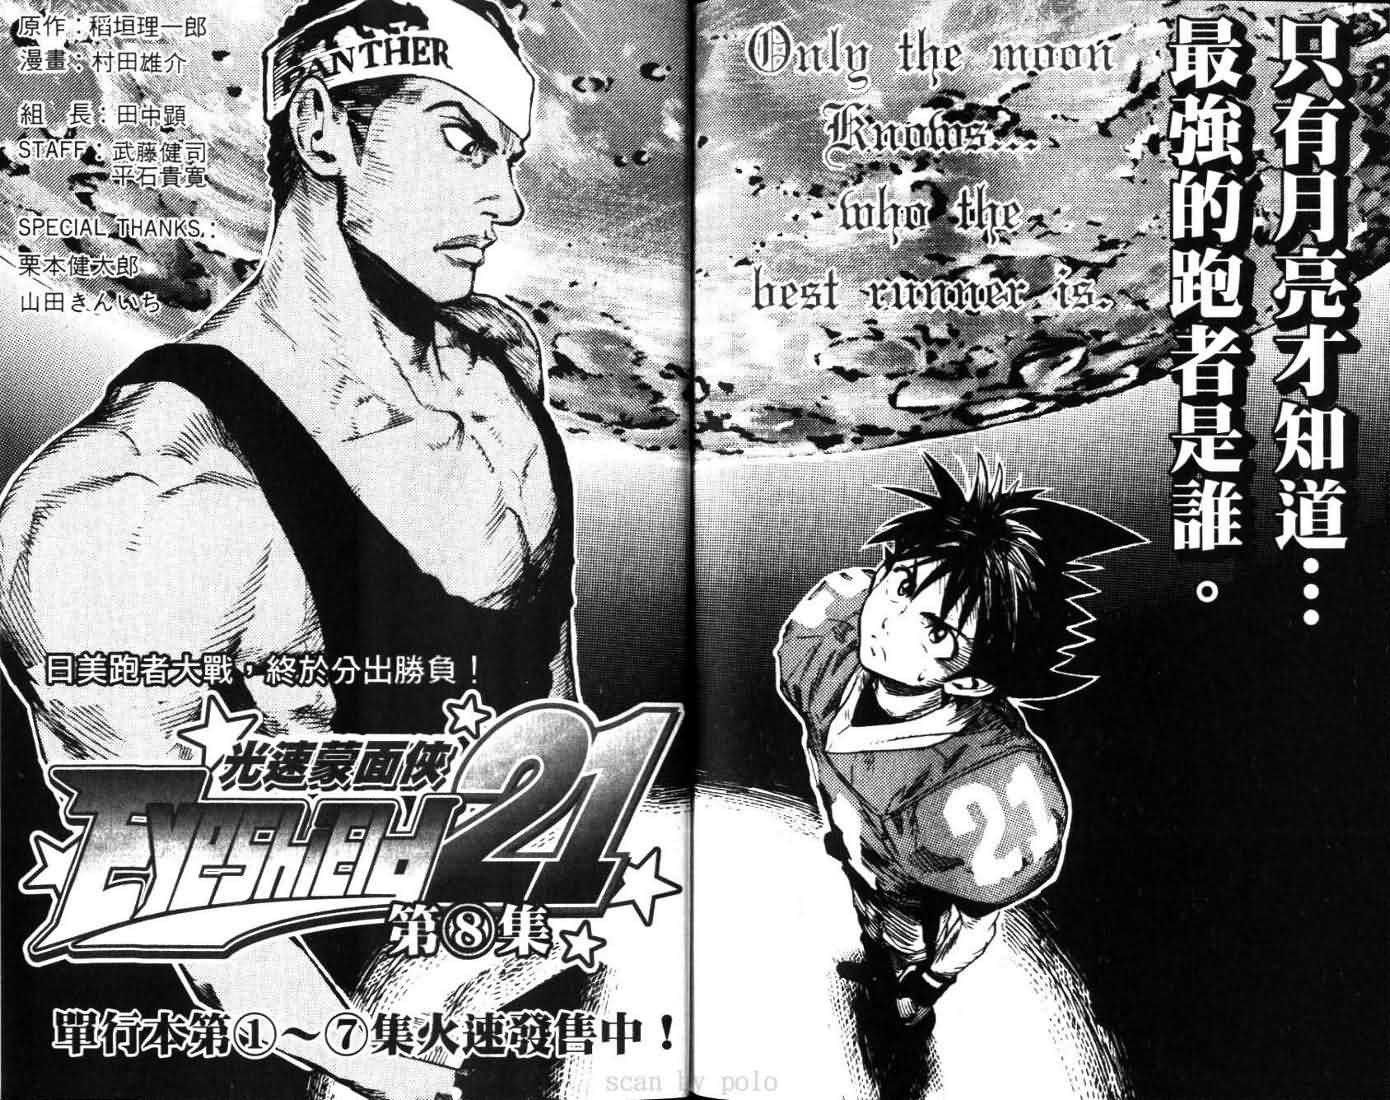 只有月亮才知道…
最強的跑者是誰。
Only the moon
Knows....
who the
best runner is.
原作：稻垣理一郎
漫畫：村田雄介
組　長：田中顕
STAFF：武藤健司
平石貴寛
SPECIAL THANKS.：
栗本健太郎
山田きんいち
PANTHER
21
日美跑者大戰，終於分出勝負！
光速蒙面俠
EYESHIELD 21
第⑧集
單行本第①～⑦集火速發售中！
scan by polo